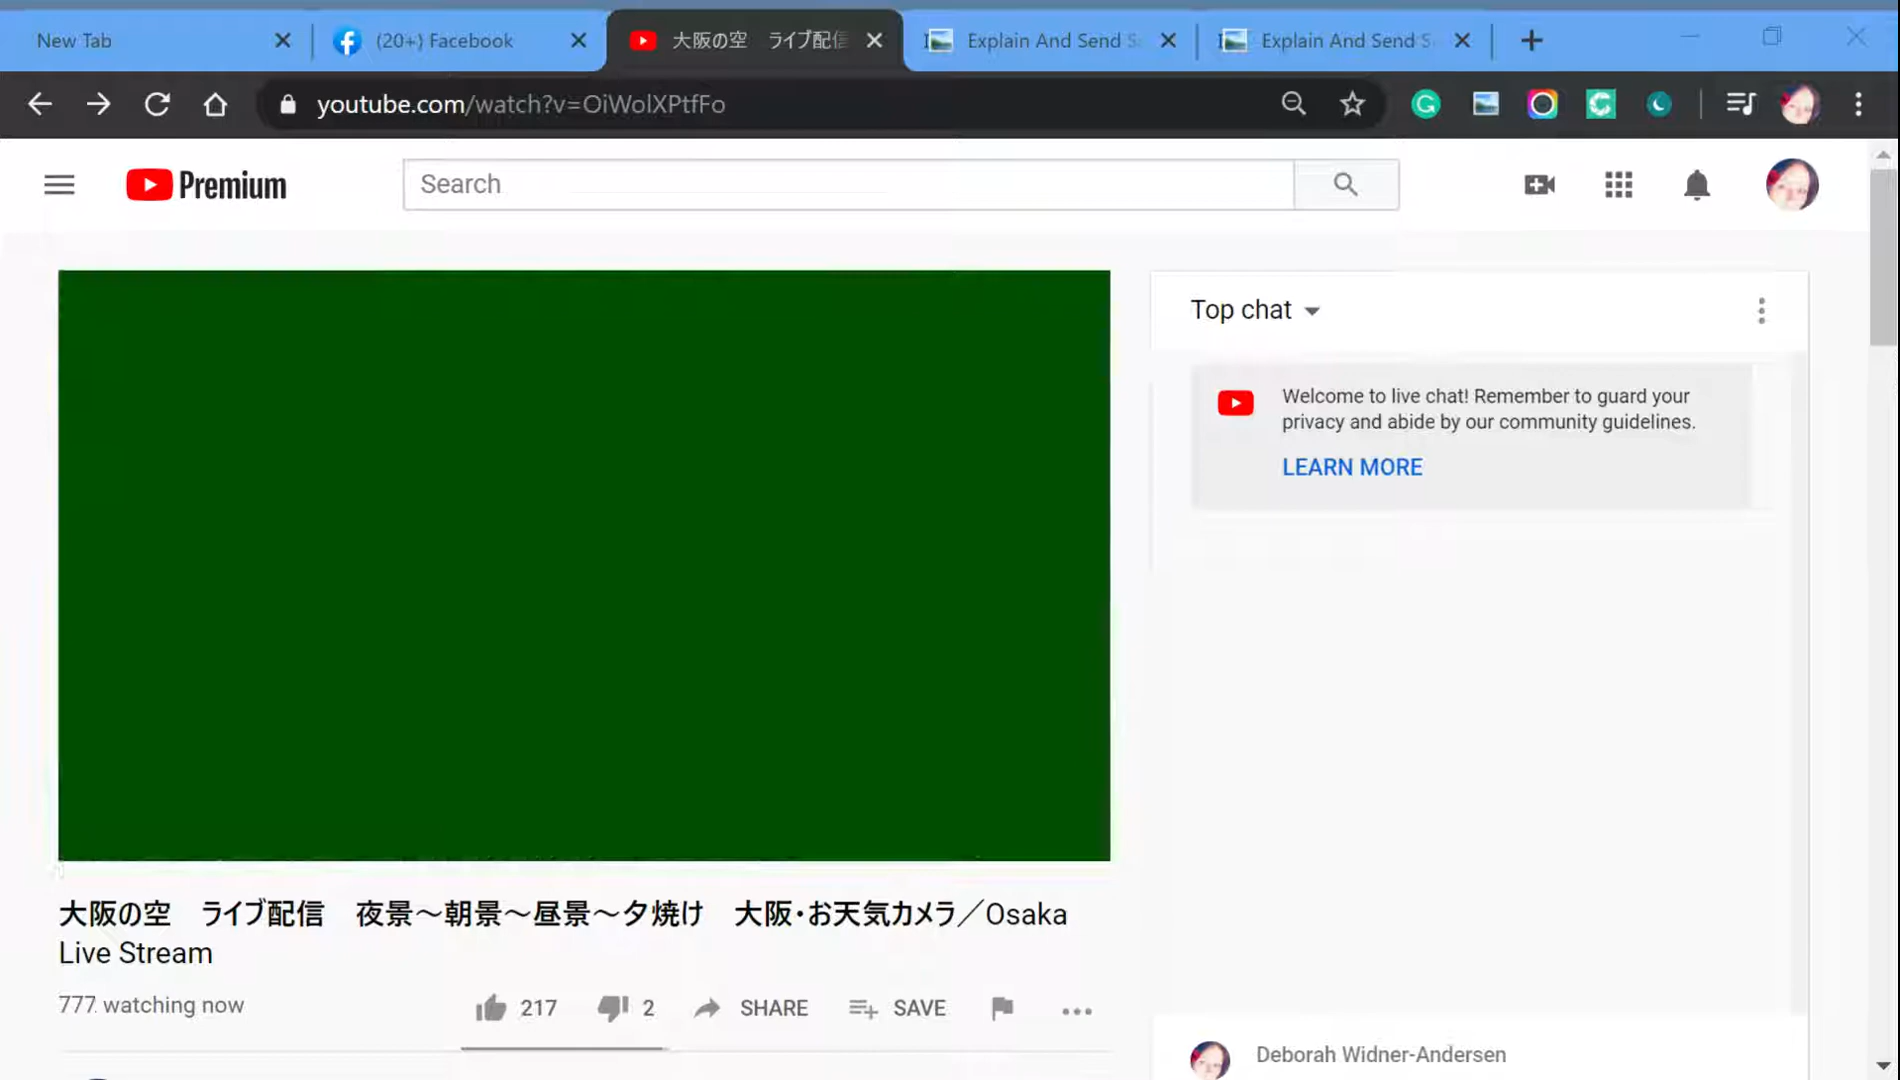 New Tab
(20+) Facebook
大阪の空　ライブ配信
Explain And Send S
Explain And Send S
youtube.com/watch?v=OiWolXPtfFo
Premium
Search
Top chat
Welcome to live chat! Remember to guard your
privacy and abide by our community guidelines.
LEARN MORE
大阪の空　ライブ配信　夜景～朝景～昼景～夕焼け　大阪・お天気カメラ／Osaka
Live Stream
777 watching now
217
2
SHARE
SAVE
Deborah Widner-Andersen